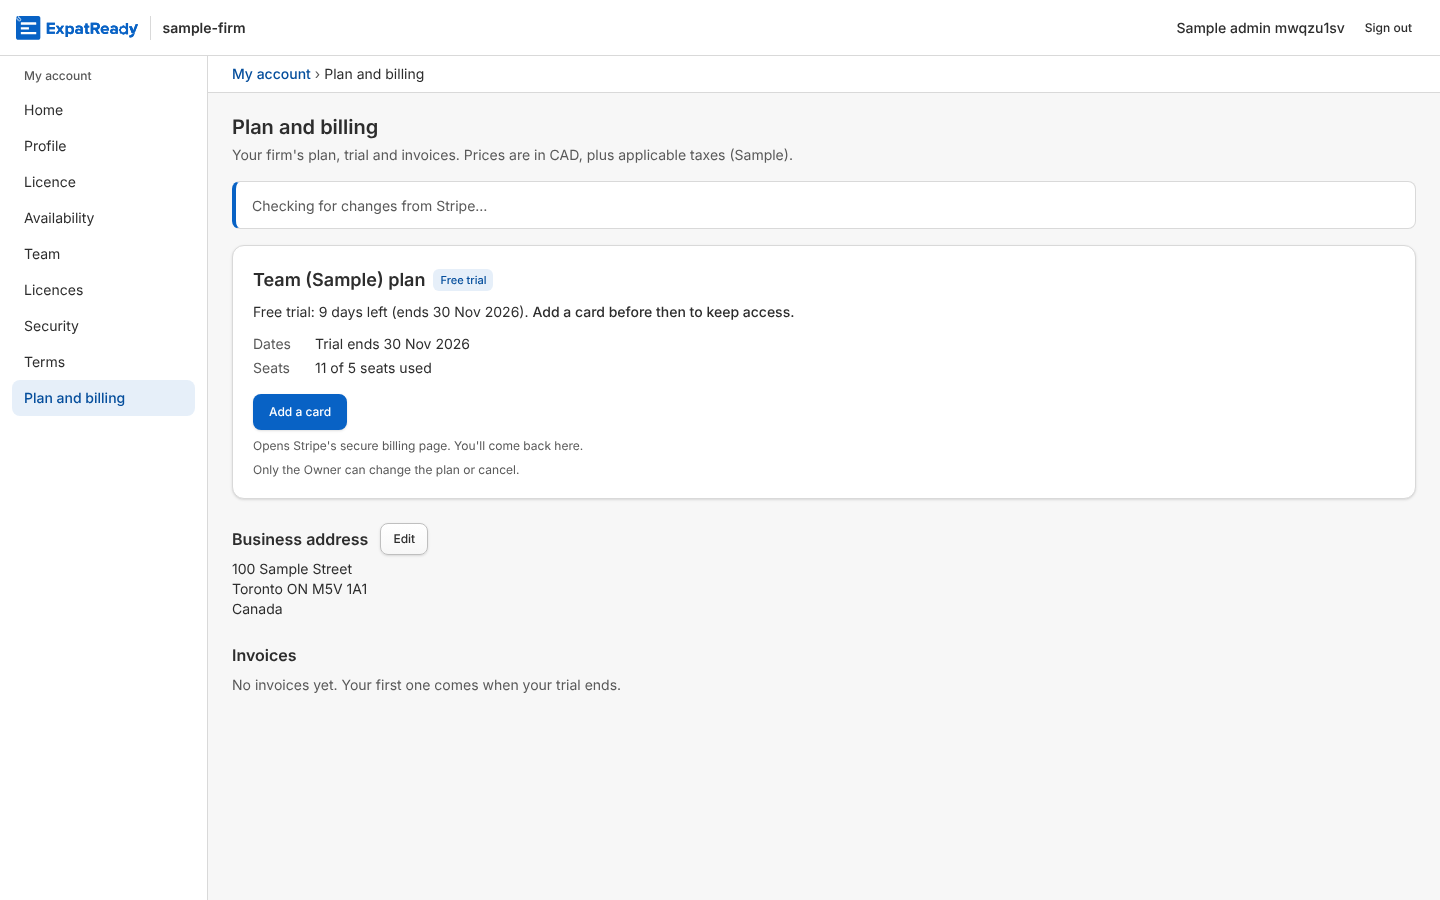 ExpatReady
sample-firm
Sample admin mwqzu1sv
Sign out
My account
Home
Profile
Licence
Availability
Team
Licences
Security
Terms
Plan and billing
My account › Plan and billing
Plan and billing
Your firm's plan, trial and invoices. Prices are in CAD, plus applicable taxes (Sample).
Checking for changes from Stripe...
Team (Sample) plan Free trial
Free trial: 9 days left (ends 30 Nov 2026). Add a card before then to keep access.
Dates Trial ends 30 Nov 2026
Seats 11 of 5 seats used
Add a card
Opens Stripe's secure billing page. You'll come back here.
Only the Owner can change the plan or cancel.
Business address Edit
100 Sample Street
Toronto ON M5V 1A1
Canada
Invoices
No invoices yet. Your first one comes when your trial ends.